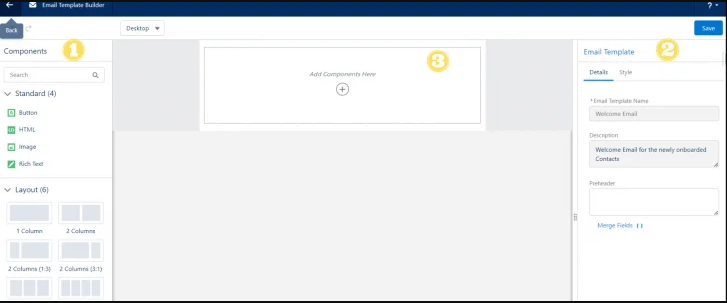 Email Template Builder
?
Back
Desktop
Save
Components
1
Search
Standard (4)
Button
HTML
Image
Rich Text
Layout (6)
1 Column
2 Columns
2 Columns (1:3)
2 Columns (3:1)
3
Add Components Here
Email Template
2
Details
Style
* Email Template Name
Welcome Email
Description
Welcome Email for the newly onboarded
Contacts
Preheader
Merge Fields { }